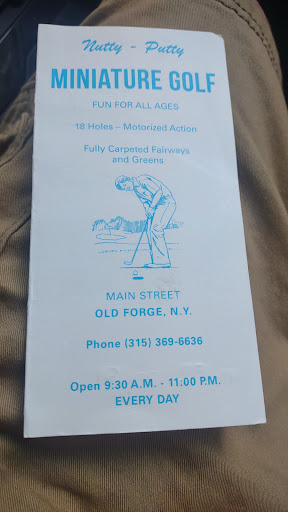 Nutty - Putty
MINIATURE GOLF
FUN FOR ALL AGES
18 Holes – Motorized Action
Fully Carpeted Fairways
and Greens
MAIN STREET
OLD FORGE, N.Y.
Phone (315) 369-6636
Open 9:30 A.M. - 11:00 P.M.
EVERY DAY